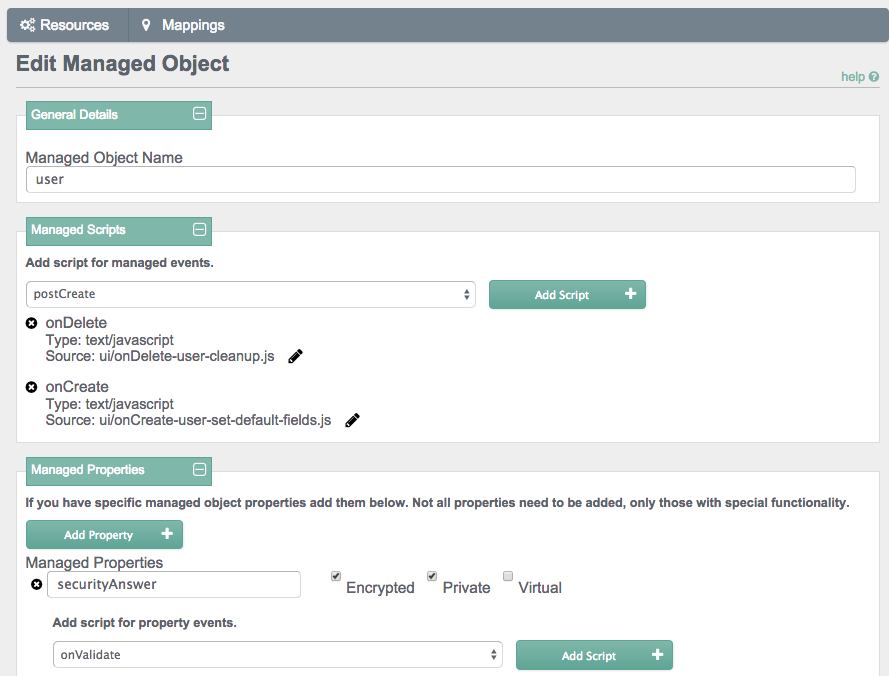 Resources Mappings
Edit Managed Object
help
General Details
Managed Object Name
user
Managed Scripts
Add script for managed events.
postCreate Add Script
onDelete
Type: text/javascript
Source: ui/onDelete-user-cleanup.js
onCreate
Type: text/javascript
Source: ui/onCreate-user-set-default-fields.js
Managed Properties
If you have specific managed object properties add them below. Not all properties need to be added, only those with special functionality.
Add Property
Managed Properties
securityAnswer Encrypted Private Virtual
Add script for property events.
onValidate Add Script